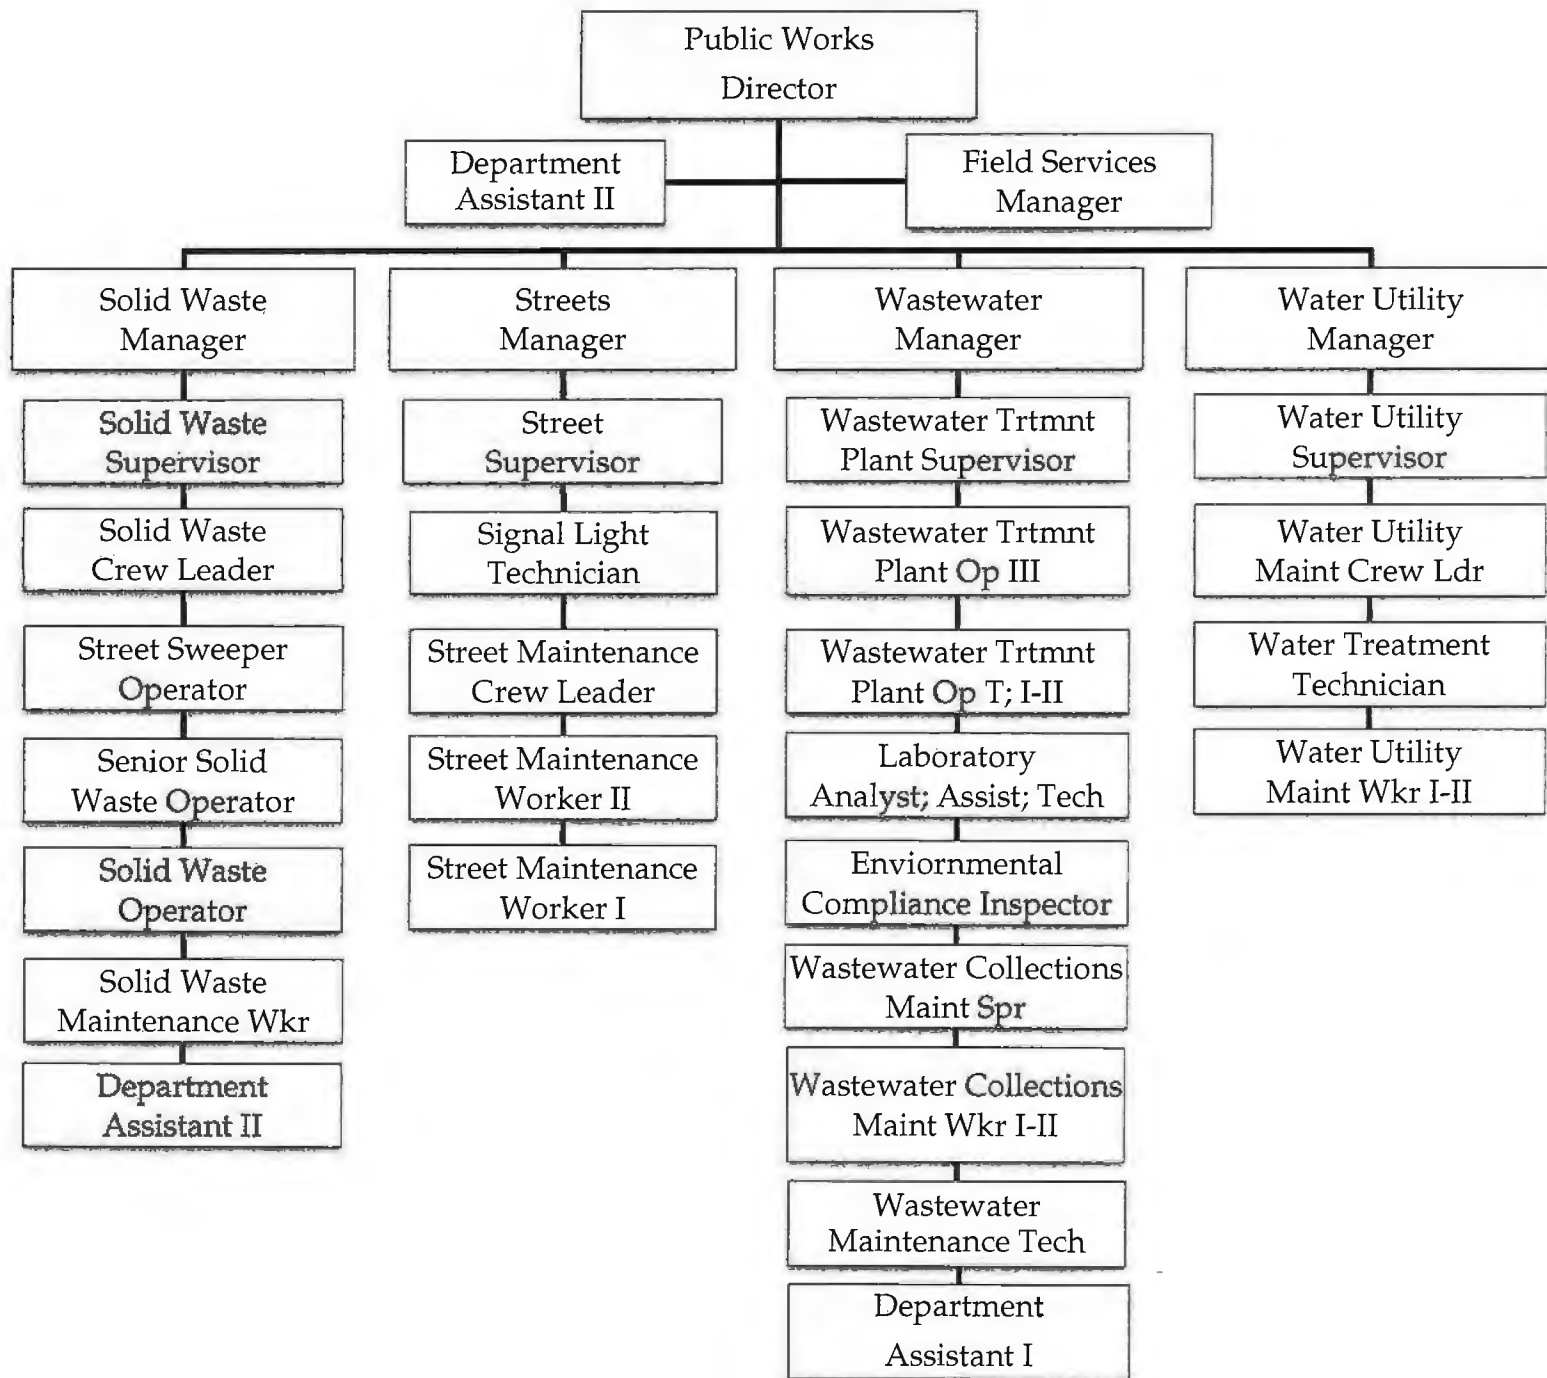 Public Works
Director
Department
Assistant II
Field Services
Manager
Solid Waste
Manager
Solid Waste
Supervisor
Solid Waste
Crew Leader
Street Sweeper
Operator
Senior Solid
Waste Operator
Solid Waste
Operator
Solid Waste
Maintenance Wkr
Department
Assistant II
Streets
Manager
Street
Supervisor
Signal Light
Technician
Street Maintenance
Crew Leader
Street Maintenance
Worker II
Street Maintenance
Worker I
Wastewater
Manager
Wastewater Trtmnt
Plant Supervisor
Wastewater Trtmnt
Plant Op III
Wastewater Trtmnt
Plant Op T; I-II
Laboratory
Analyst; Assist; Tech
Enviornmental
Compliance Inspector
Wastewater Collections
Maint Spr
Wastewater Collections
Maint Wkr I-II
Wastewater
Maintenance Tech
Department
Assistant I
Water Utility
Manager
Water Utility
Supervisor
Water Utility
Maint Crew Ldr
Water Treatment
Technician
Water Utility
Maint Wkr I-II